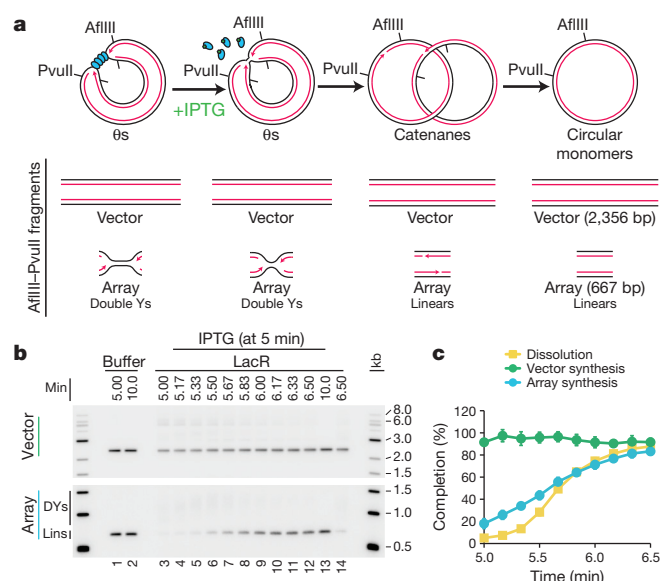 a
AflIII
AflIII
AflIII
AflIII
PvuII
PvuII
PvuII
PvuII
+IPTG
θs
θs
Catenanes
Circular
monomers
AflIII–PvuII fragments
Vector
Vector
Vector
Vector (2,356 bp)
Array
Double Ys
Array
Double Ys
Array
Linears
Array (667 bp)
Linears
b
IPTG (at 5 min)
Buffer
LacR
Min
5.00
10.0
5.00
5.17
5.33
5.50
5.67
5.83
6.00
6.17
6.33
6.50
10.0
6.50
kb
Vector
8.0
6.0
3.0
2.0
1.5
Array
DYs
Lins
1.5
1.0
0.5
1
2
3
4
5
6
7
8
9
10
11
12
13
14
c
Dissolution
Vector synthesis
Array synthesis
Completion (%)
120
100
80
60
40
20
0
5.0
5.5
6.0
6.5
Time (min)